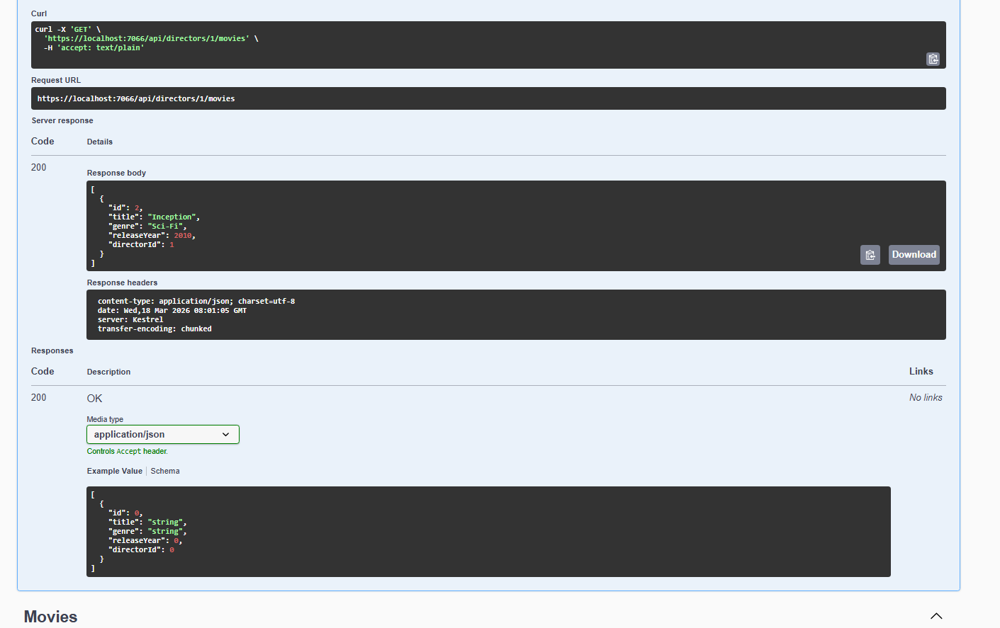 Curl
curl -X 'GET' \
  'https://localhost:7066/api/directors/1/movies' \
  -H 'accept: text/plain'
Request URL
https://localhost:7066/api/directors/1/movies
Server response
Code Details
200
Response body
[
  {
    "id": 2,
    "title": "Inception",
    "genre": "Sci-Fi",
    "releaseYear": 2010,
    "directorId": 1
  }
]
Download
Response headers
content-type: application/json; charset=utf-8
date: Wed,18 Mar 2026 08:01:05 GMT
server: Kestrel
transfer-encoding: chunked
Responses
Code Description Links
200 OK No links
Media type
application/json
Controls Accept header.
Example Value Schema
[
  {
    "id": 0,
    "title": "string",
    "genre": "string",
    "releaseYear": 0,
    "directorId": 0
  }
]
Movies